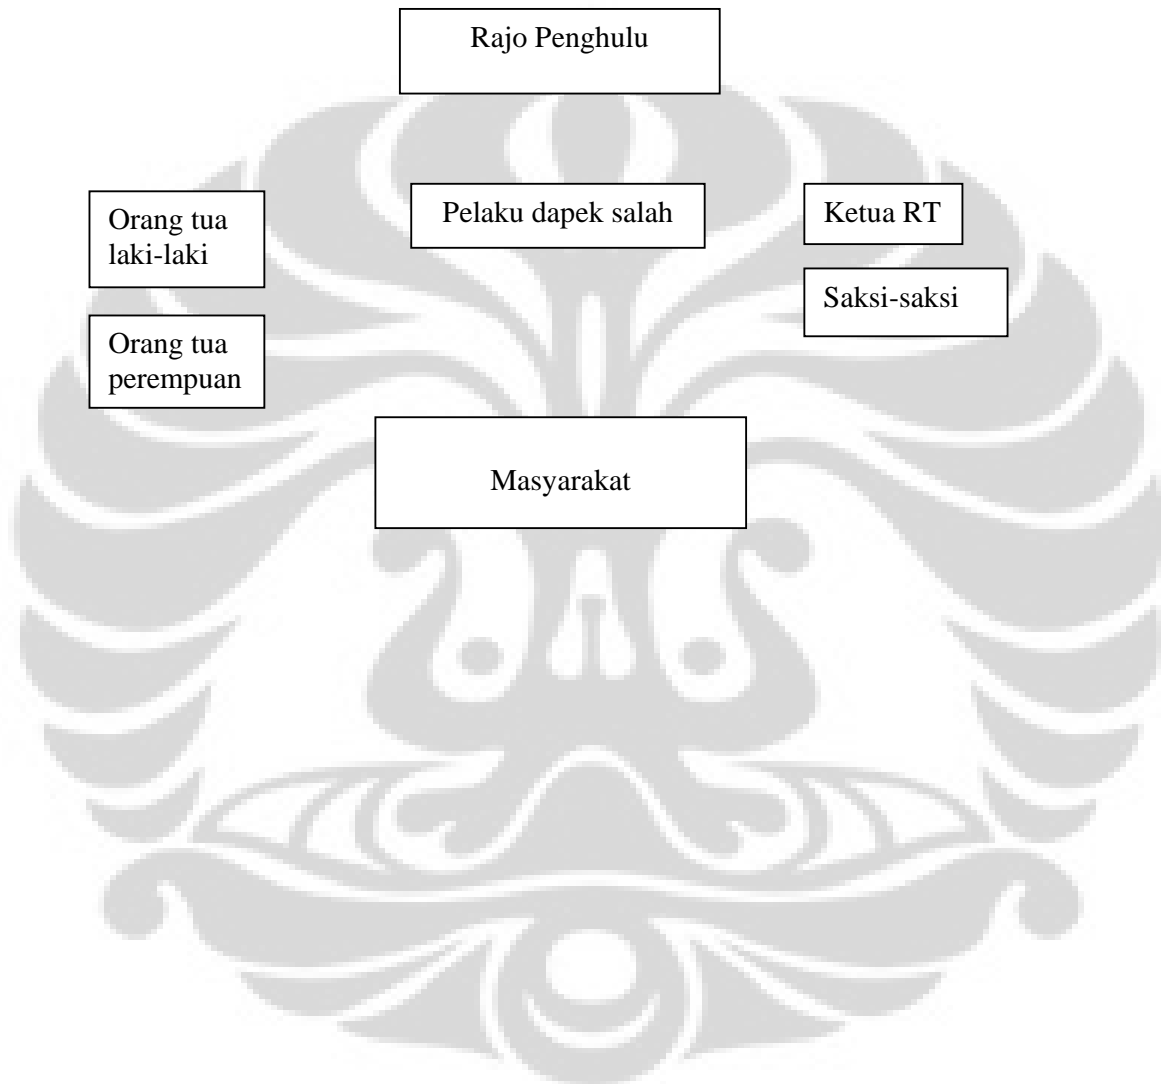 Rajo Penghulu
Orang tua
laki-laki
Pelaku dapek salah
Ketua RT
Saksi-saksi
Orang tua
perempuan
Masyarakat